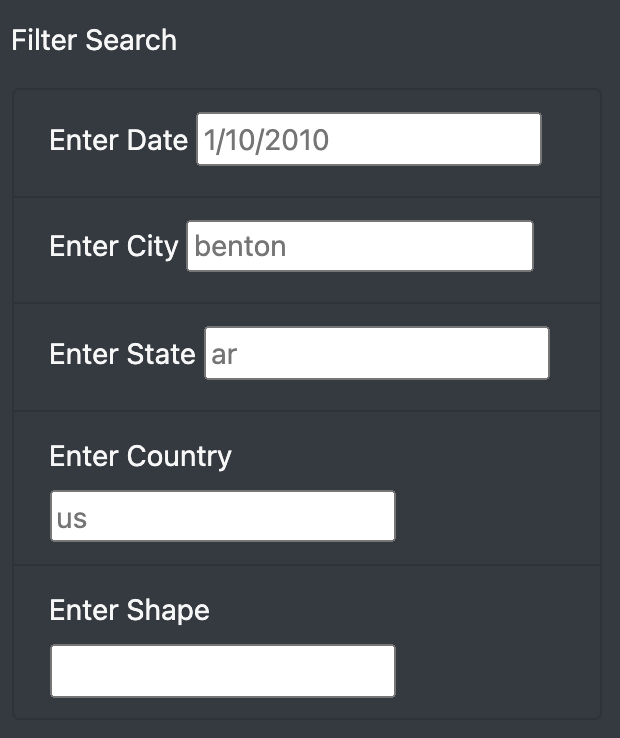 Filter Search
Enter Date 1/10/2010
Enter City benton
Enter State ar
Enter Country
us
Enter Shape